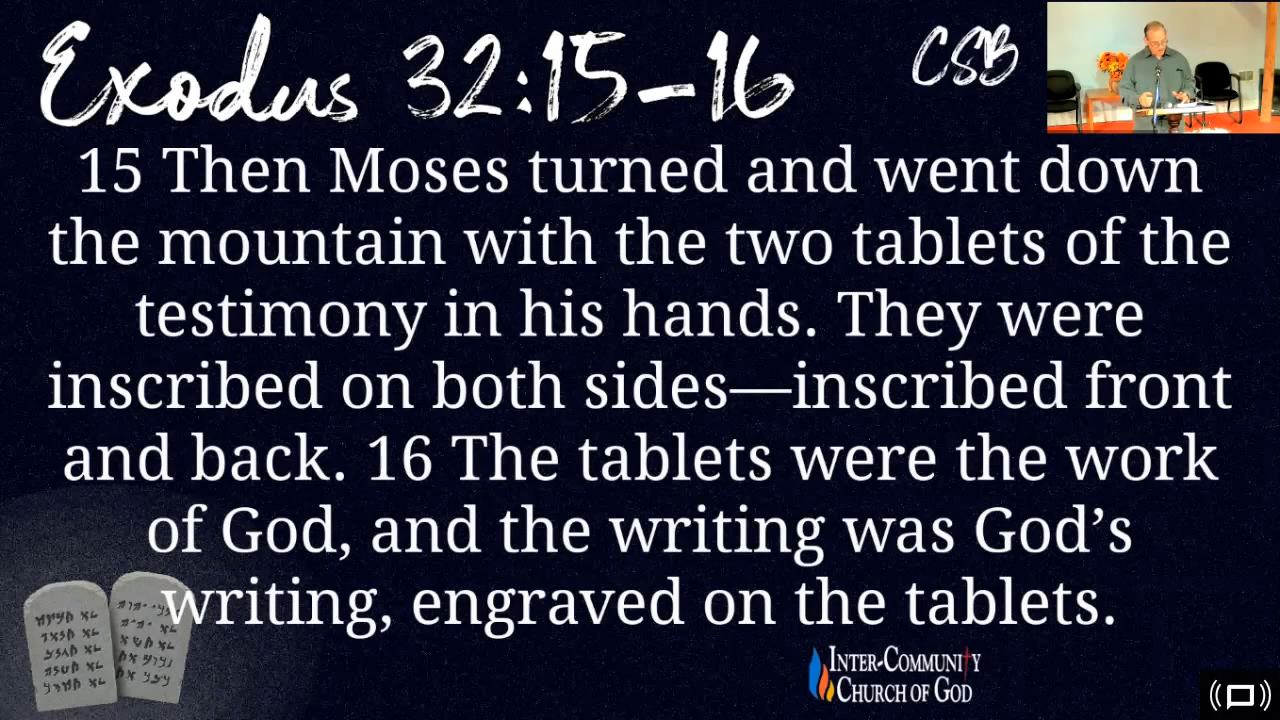 Exodus 32:15-16 CSB
15 Then Moses turned and went down
the mountain with the two tablets of the
testimony in his hands. They were
inscribed on both sides—inscribed front
and back. 16 The tablets were the work
of God, and the writing was God’s
writing, engraved on the tablets.
INTER-COMMUNITY
CHURCH OF GOD